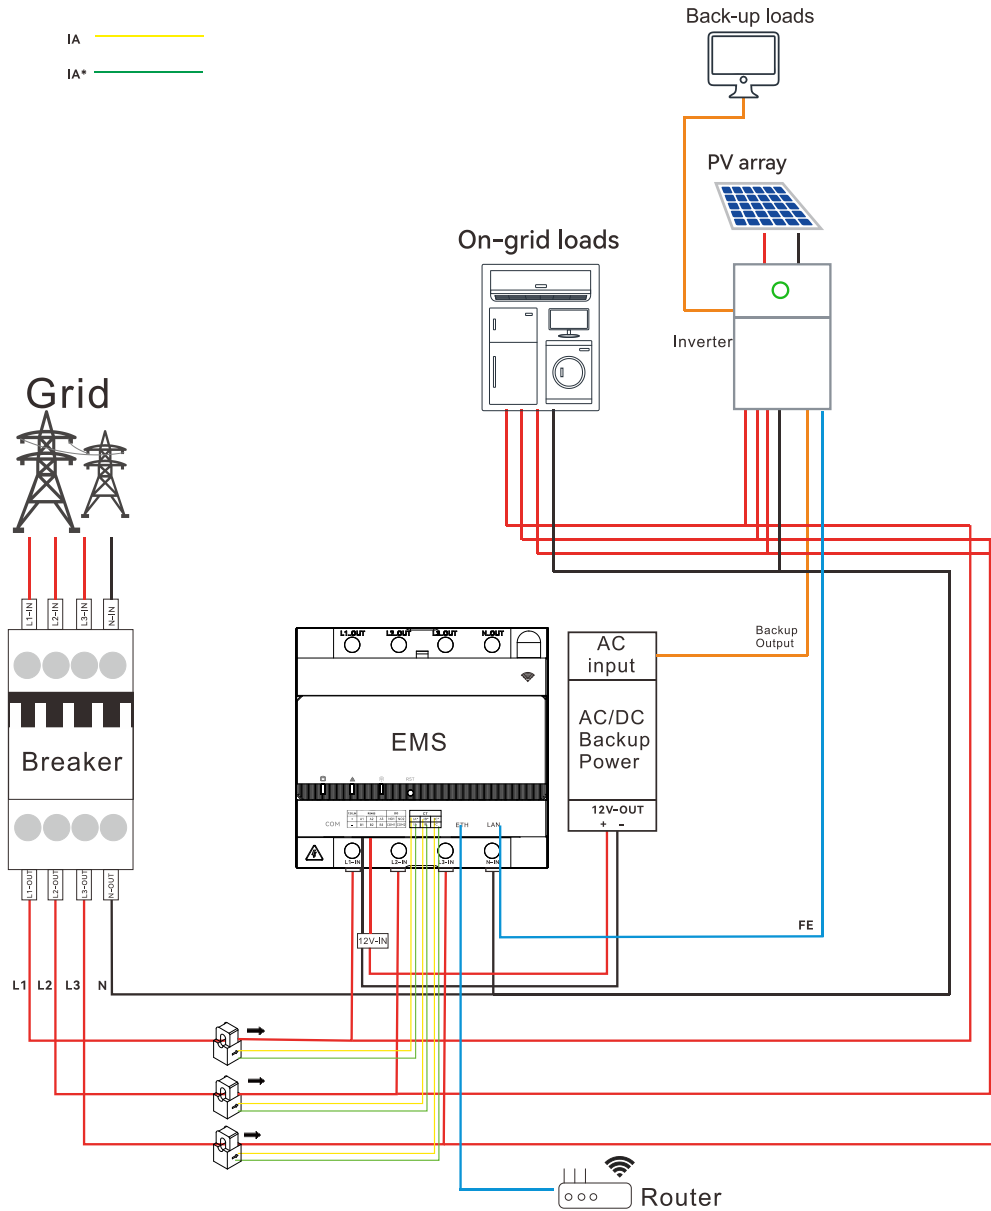 Back-up loads
IA
IA*
PV array
On-grid loads
Inverter
Grid
L1-IN
L2-IN
L3-IN
N-IN
L1_OUT
L2_OUT
L3_OUT
N_OUT
AC
input
Backup
Output
EMS
AC/DC
Backup
Power
Breaker
RST
12V-OUT
+ -
COM
CT
ETH
LAN
L1-IN
L2-IN
L3-IN
N-IN
L1-OUT
L2-OUT
L3-OUT
N-OUT
FE
12V-IN
L1
L2
L3
N
Router